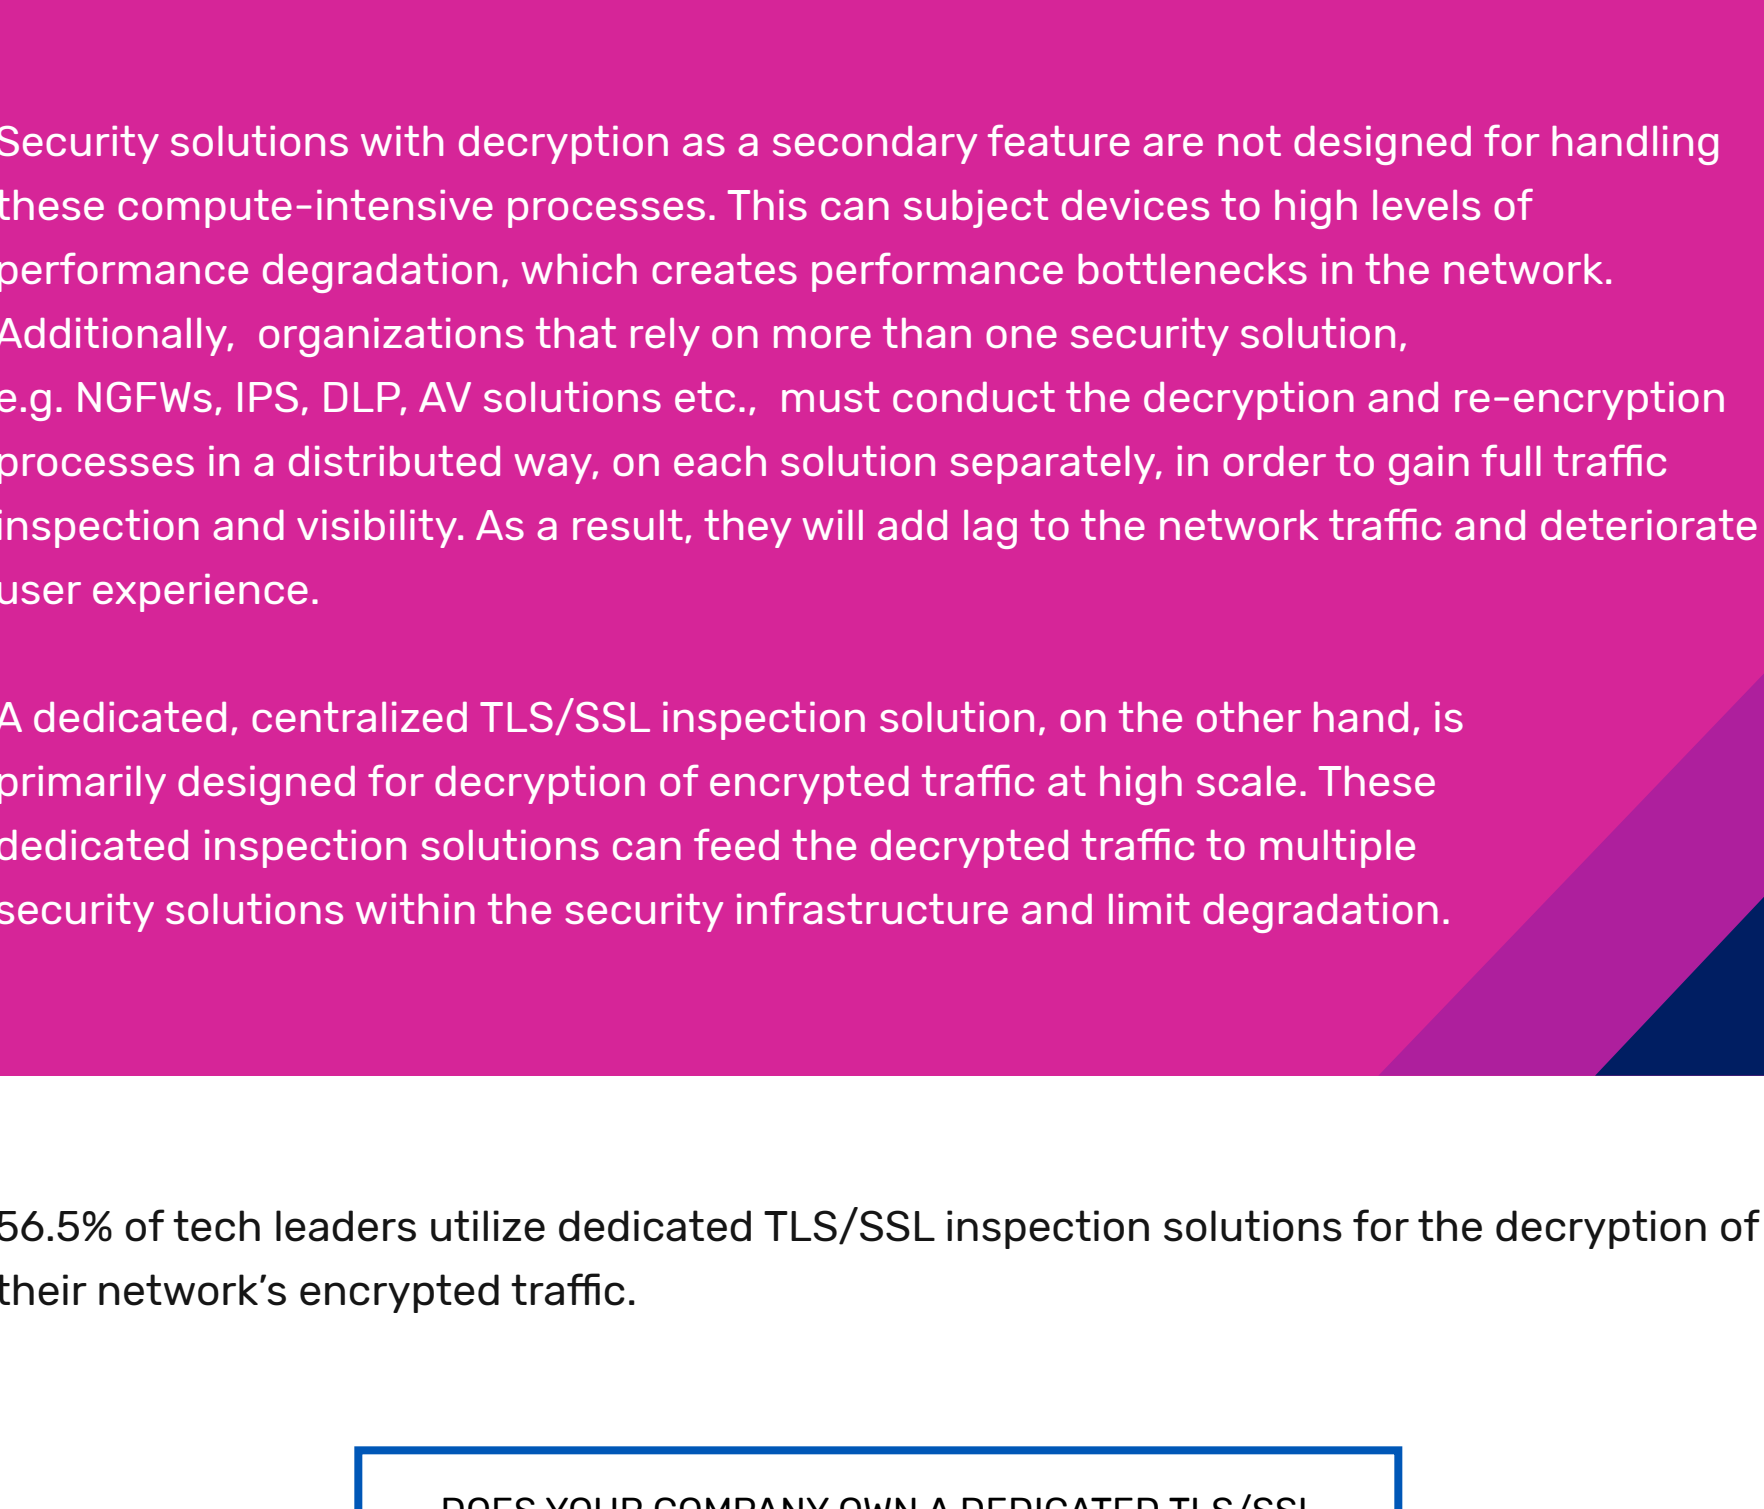 Security solutions with decryption as a secondary feature are not designed for handling
these compute-intensive processes. This can subject devices to high levels of
performance degradation, which creates performance bottlenecks in the network.
Additionally,  organizations that rely on more than one security solution,
e.g. NGFWs, IPS, DLP, AV solutions etc.,  must conduct the decryption and re-encryption
processes in a distributed way, on each solution separately, in order to gain full traffic
inspection and visibility. As a result, they will add lag to the network traffic and deteriorate
user experience.
A dedicated, centralized TLS/SSL inspection solution, on the other hand, is
primarily designed for decryption of encrypted traffic at high scale. These
dedicated inspection solutions can feed the decrypted traffic to multiple
security solutions within the security infrastructure and limit degradation.
56.5% of tech leaders utilize dedicated TLS/SSL inspection solutions for the decryption of
their network’s encrypted traffic.
DOES YOUR COMPANY OWN A DEDICATED TLS/SSL